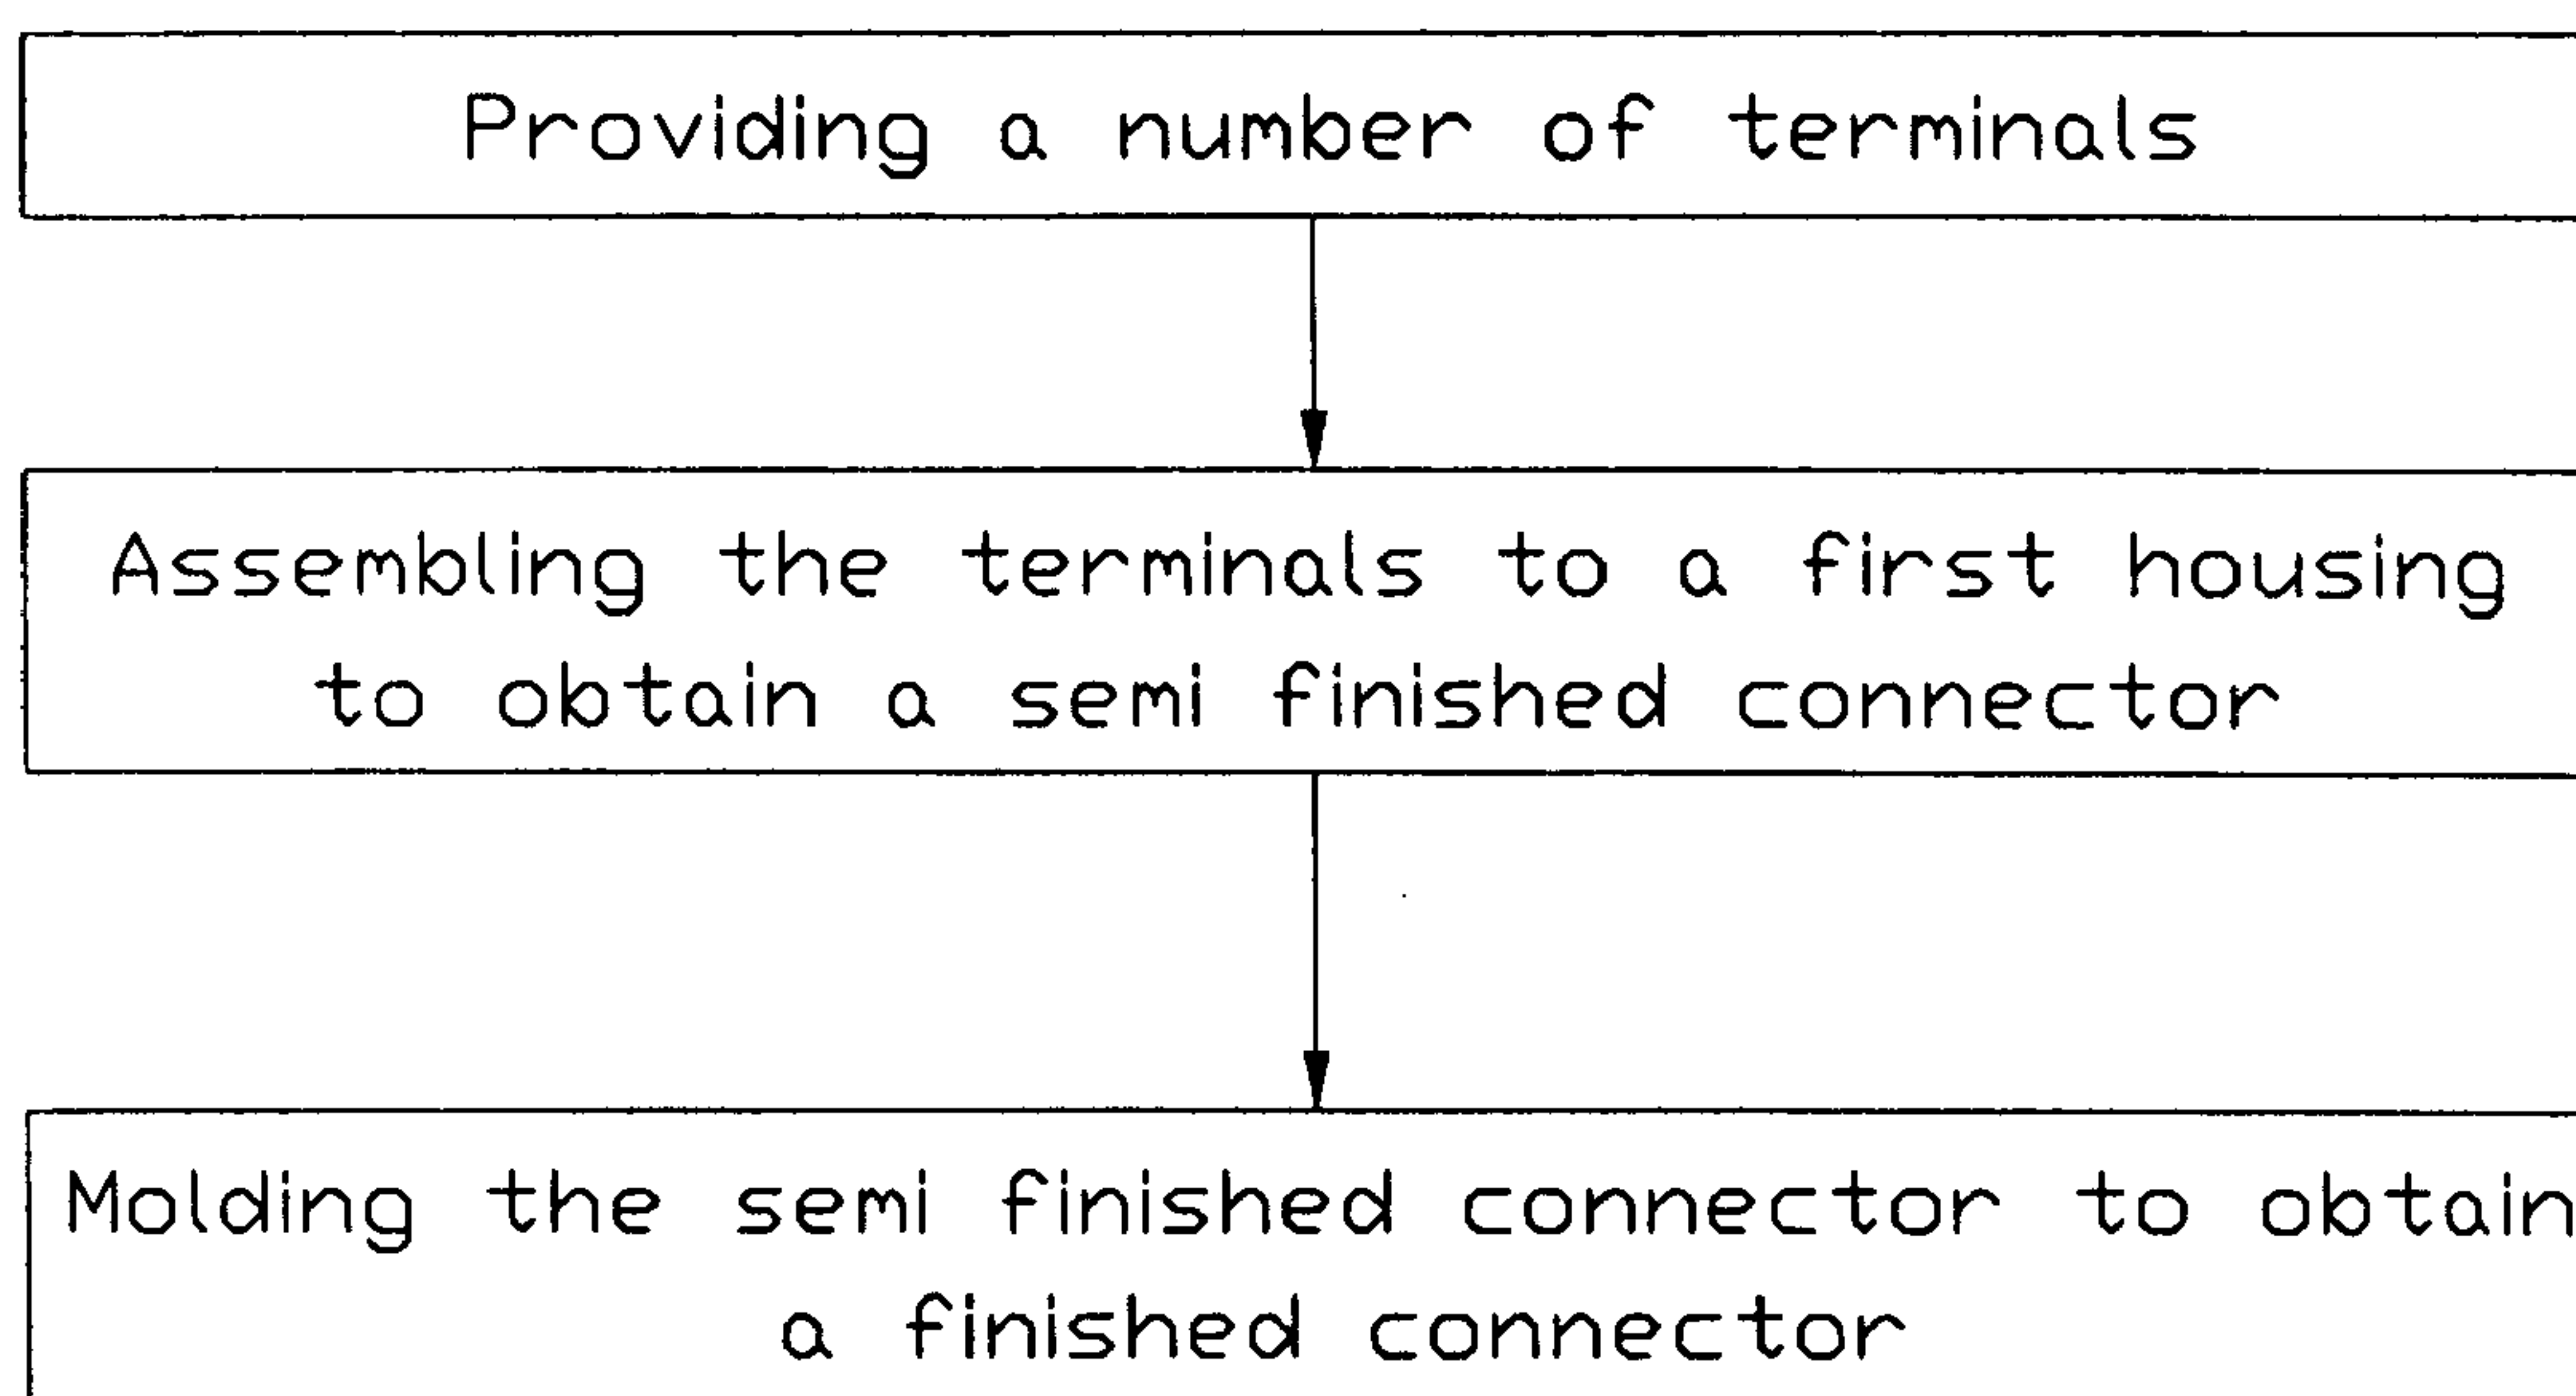 Providing a number of terminals
Assembling the terminals to a first housing
to obtain a semi finished connector
Molding the semi finished connector to obtain
a finished connector